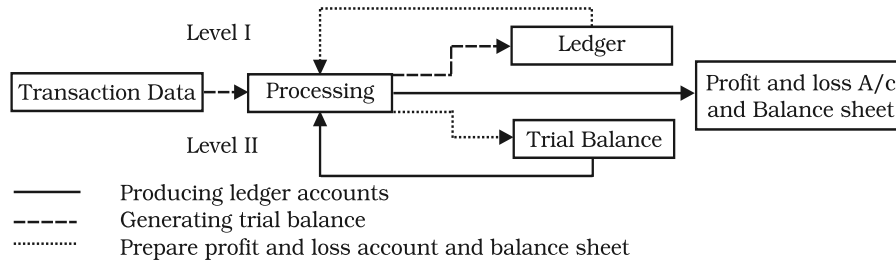 Level I
Ledger
Transaction Data
Processing
Profit and loss A/c
and Balance sheet
Trial Balance
Level II
Producing ledger accounts
Generating trial balance
Prepare profit and loss account and balance sheet